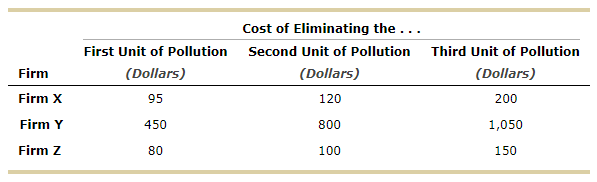 Cost of Eliminating the . . .
First Unit of Pollution Second Unit of Pollution Third Unit of Pollution
Firm (Dollars) (Dollars) (Dollars)
Firm X 95 120 200
Firm Y 450 800 1,050
Firm Z 80 100 150